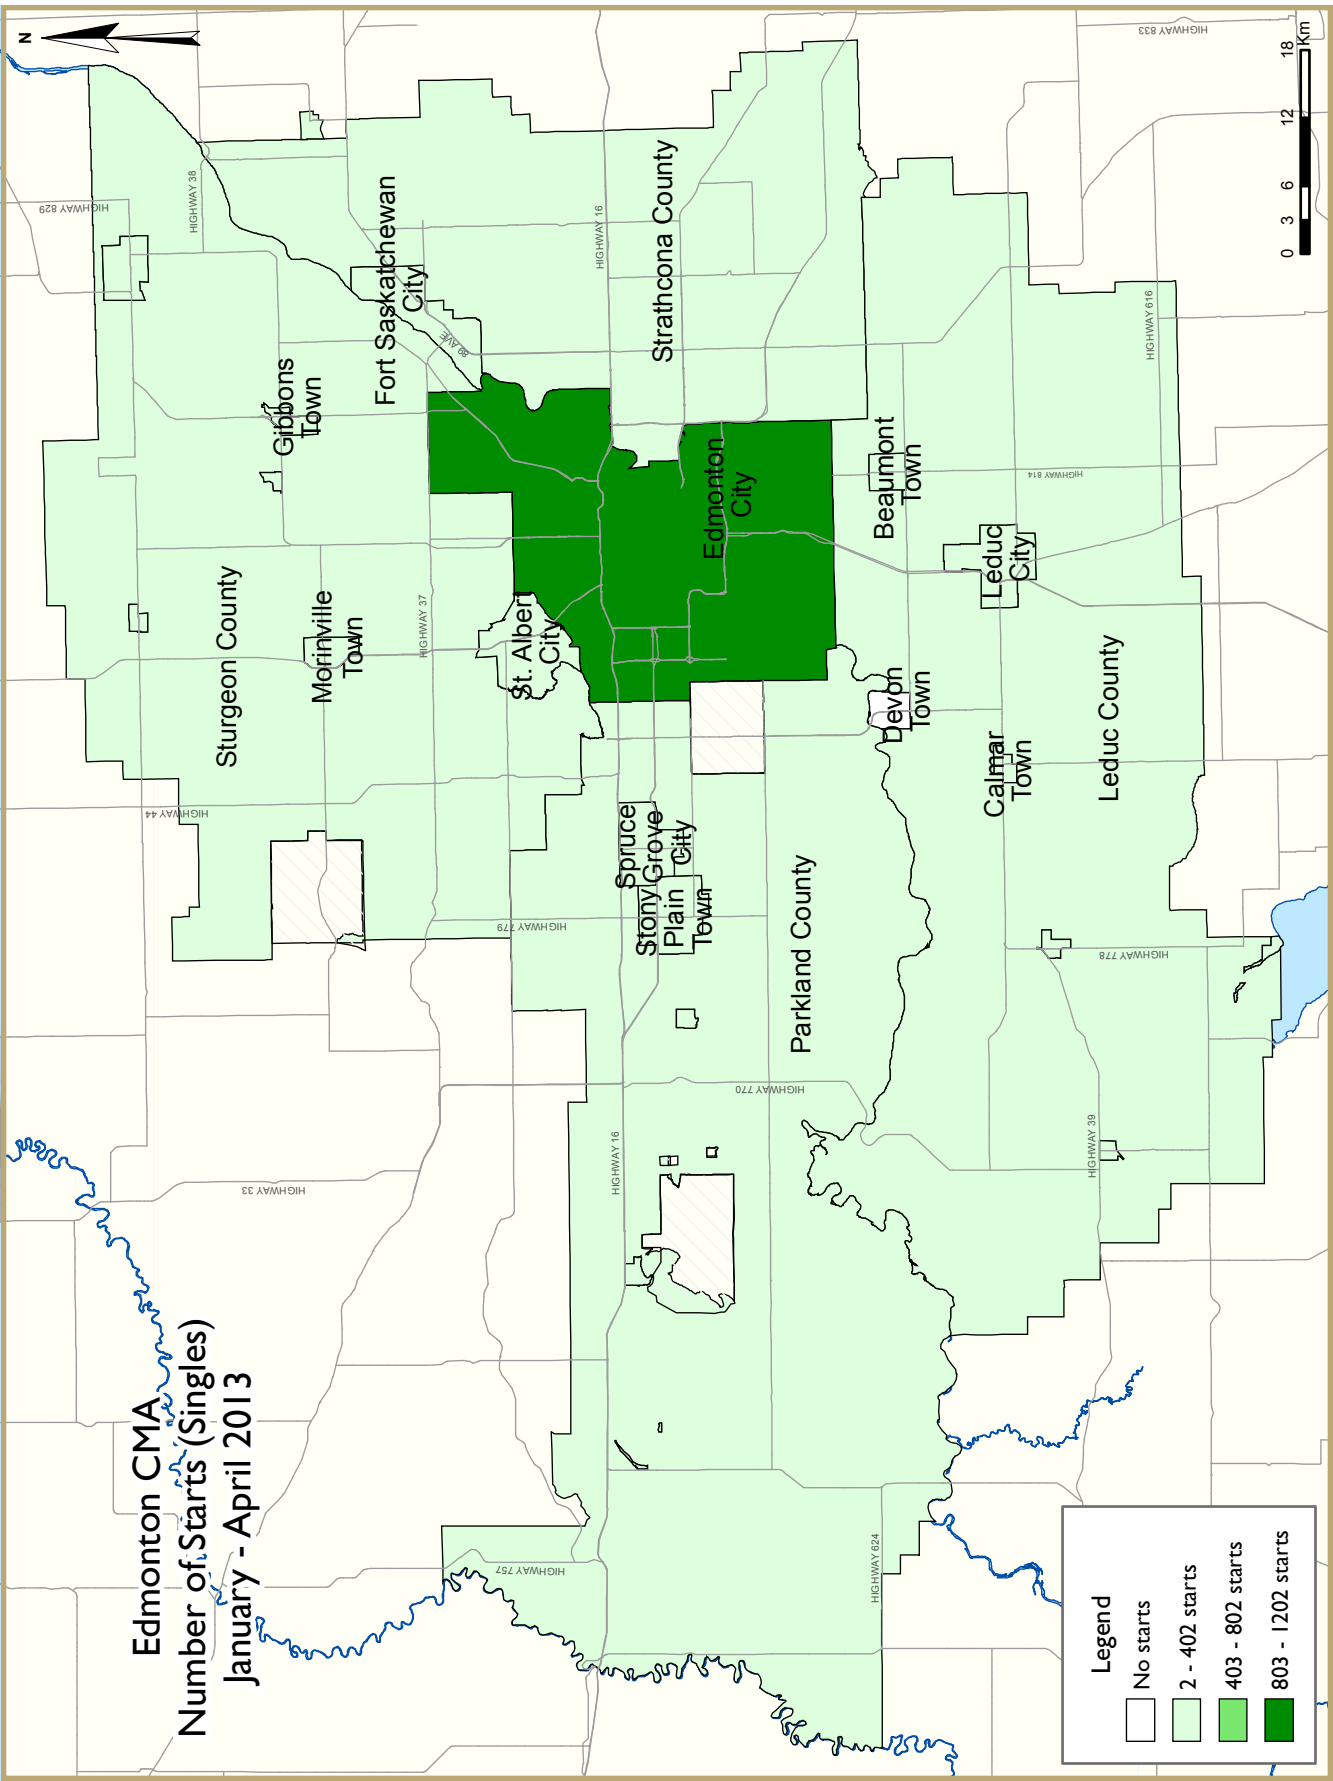 Edmonton CMA
Number of Starts (Singles)
January - April 2013
N
HIGHWAY 829
HIGHWAY 38
HIGHWAY 44
Sturgeon County
Gibbons
Town
Morinville
Town
Fort Saskatchewan
City
89 AVE
HIGHWAY 37
St. Albert
City
HIGHWAY 779
HIGHWAY 33
HIGHWAY 757
HIGHWAY 16
HIGHWAY 16
Strathcona County
Edmonton
City
Spruce
Grove
City
Stony
Plain
Town
Parkland County
HIGHWAY 770
HIGHWAY 624
Beaumont
Town
Devon
Town
Leduc
City
Calmar
Town
Leduc County
HIGHWAY 814
HIGHWAY 616
HIGHWAY 833
HIGHWAY 778
HIGHWAY 39
Legend
No starts
2 - 402 starts
403 - 802 starts
803 - 1202 starts
0 3 6 12 18
Km